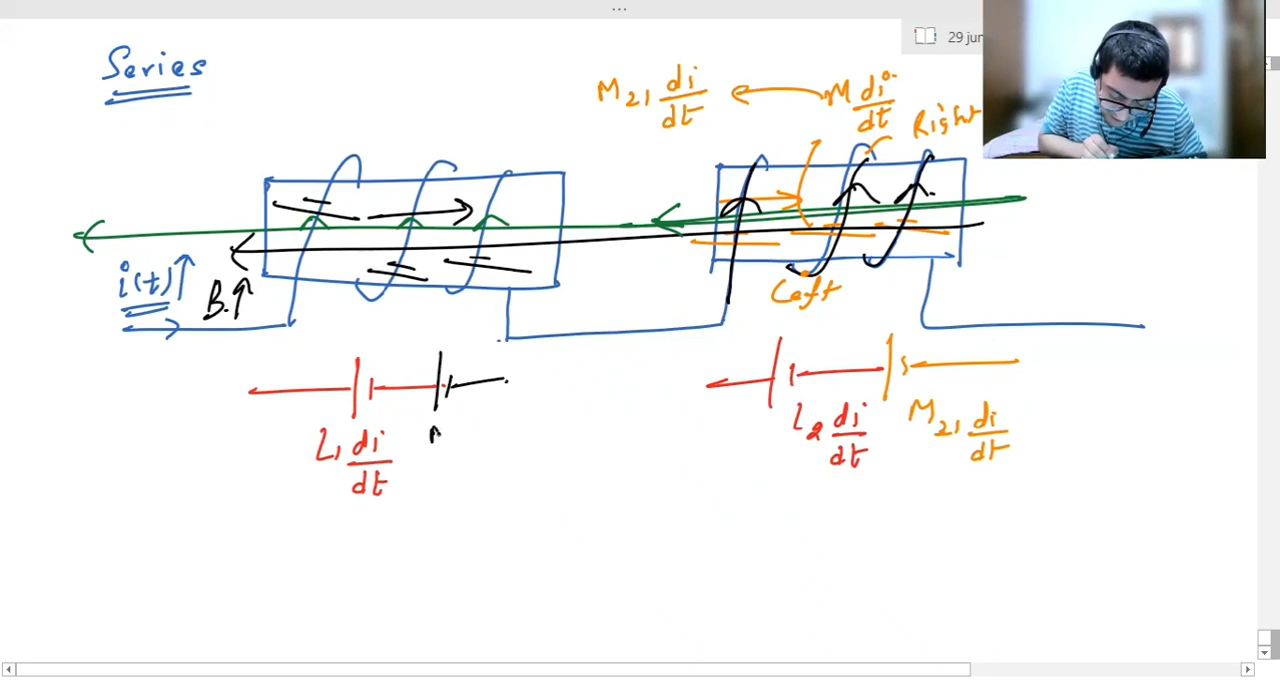 Series
29 jun
M21 di/dt
M di/dt
Right
i(t)↑
B↑
Left
L1 di/dt
L2 di/dt
M21 di/dt